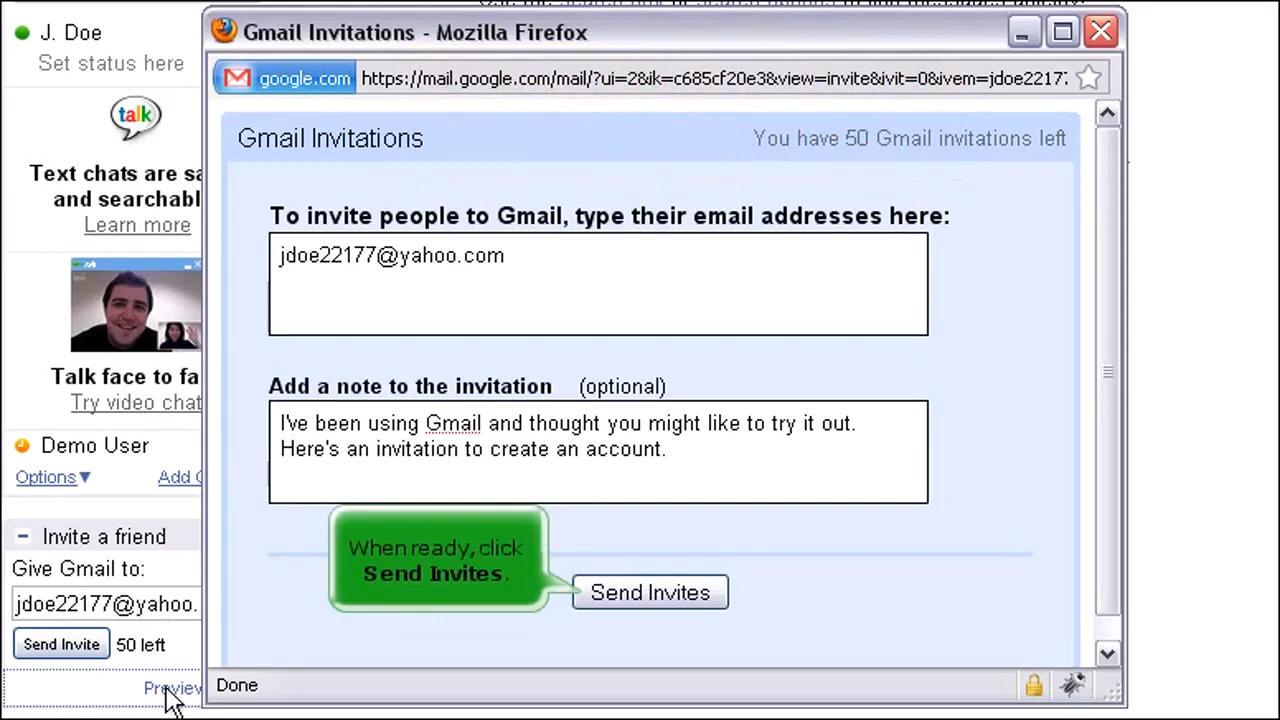 J. Doe
Set status here
talk
Text chats are sa
and searchabl
Learn more
Talk face to fa
Try video chat
Demo User
Options▼ Add C
Invite a friend
Give Gmail to:
jdoe22177@yahoo.
Send Invite 50 left
Preview
Gmail Invitations - Mozilla Firefox
google.com https://mail.google.com/mail/?ui=2&ik=c685cf20e3&view=invite&ivit=0&ivem=jdoe2217
Gmail Invitations You have 50 Gmail invitations left
To invite people to Gmail, type their email addresses here:
jdoe22177@yahoo.com
Add a note to the invitation (optional)
I've been using Gmail and thought you might like to try it out.
Here's an invitation to create an account.
When ready, click
Send Invites.
Send Invites
Done